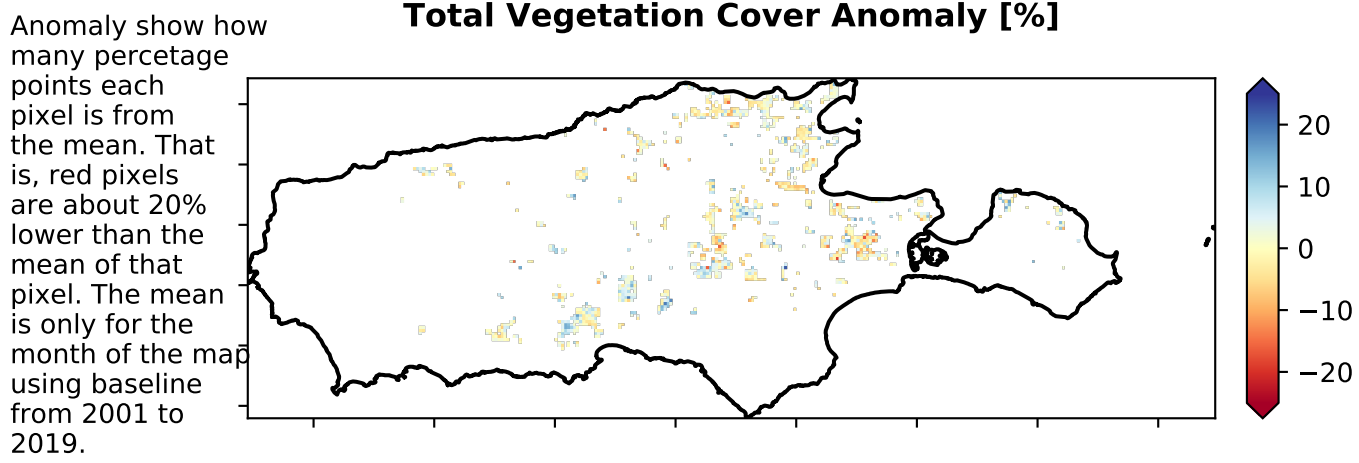 Total Vegetation Cover Anomaly [%]
Anomaly show how
many percetage
points each
pixel is from
the mean. That
is, red pixels
are about 20%
lower than the
mean of that
pixel. The mean
is only for the
month of the map
using baseline
from 2001 to
2019.
20
10
0
−10
−20